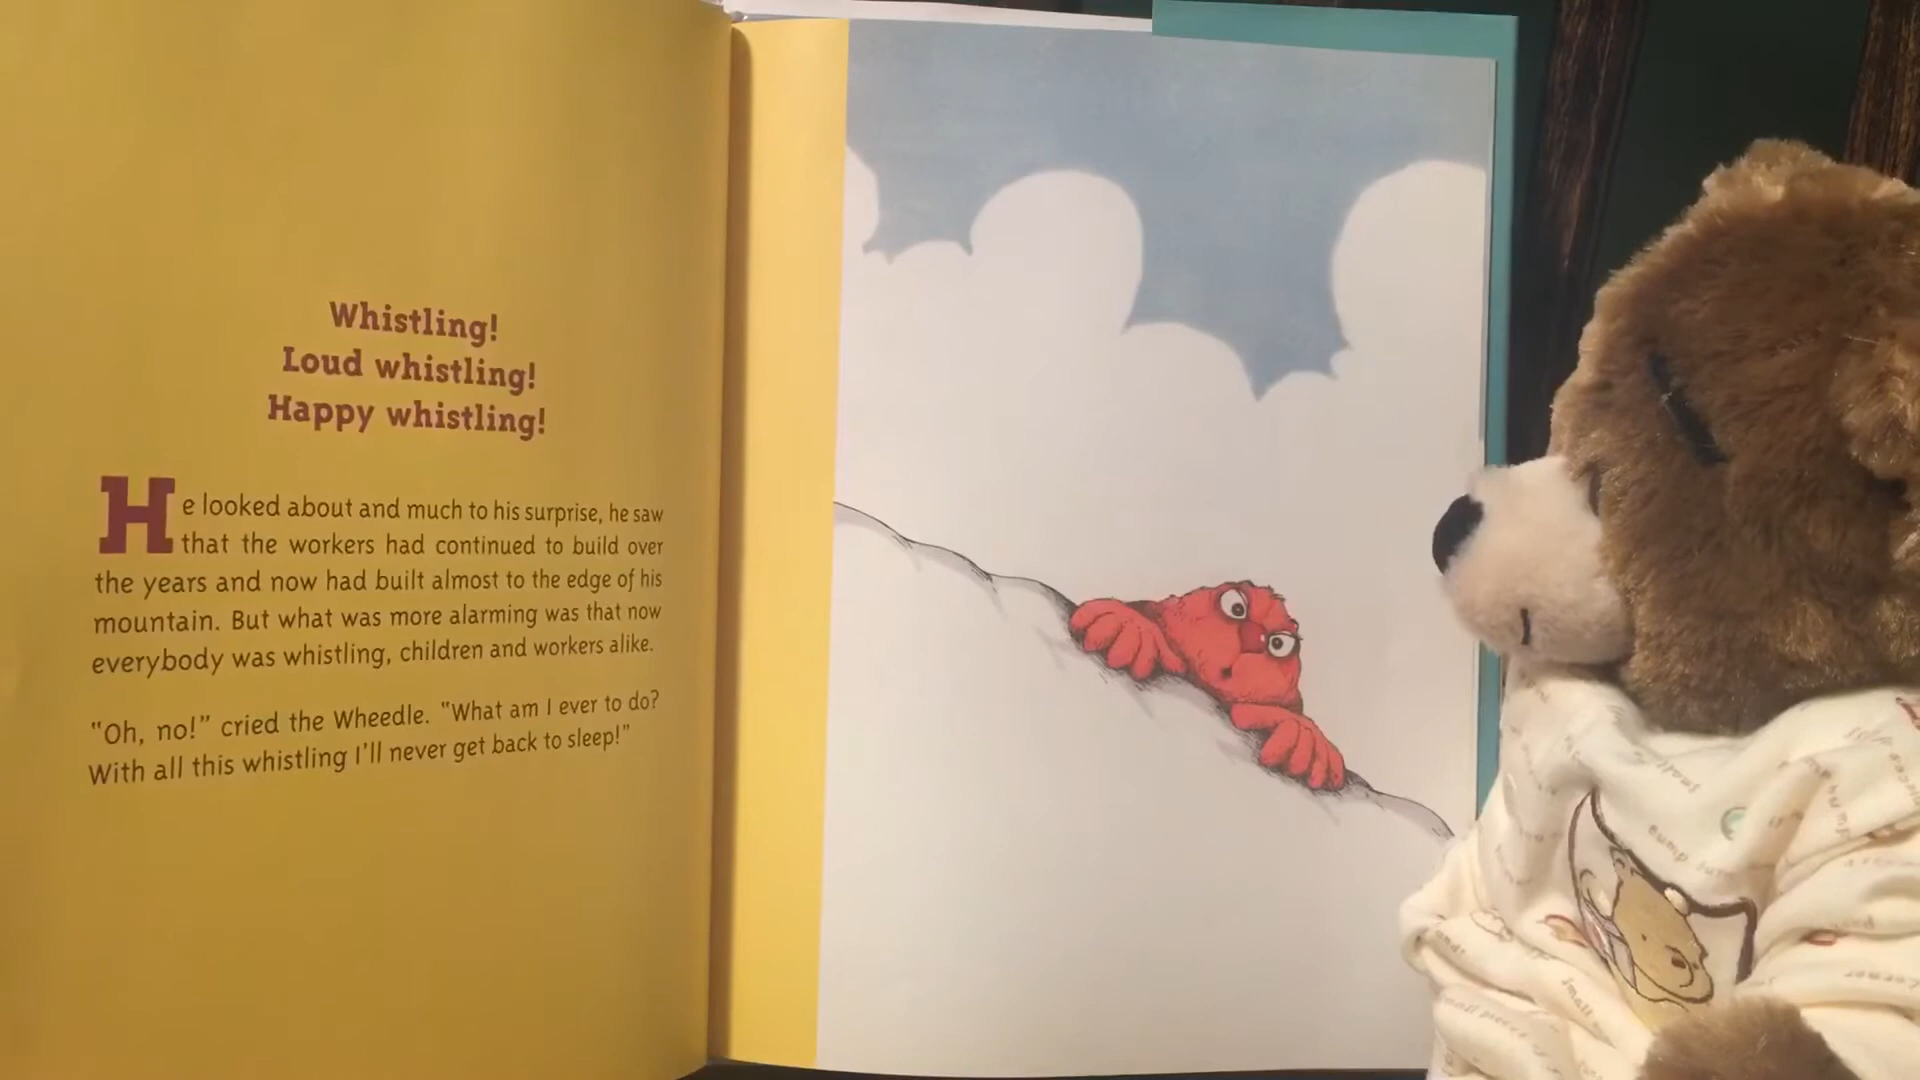 Whistling!
Loud whistling!
Happy whistling!
He looked about and much to his surprise, he saw
that the workers had continued to build over
the years and now had built almost to the edge of his
mountain. But what was more alarming was that now
everybody was whistling, children and workers alike.
"Oh, no!" cried the Wheedle. "What am I ever to do?
With all this whistling I'll never get back to sleep!"